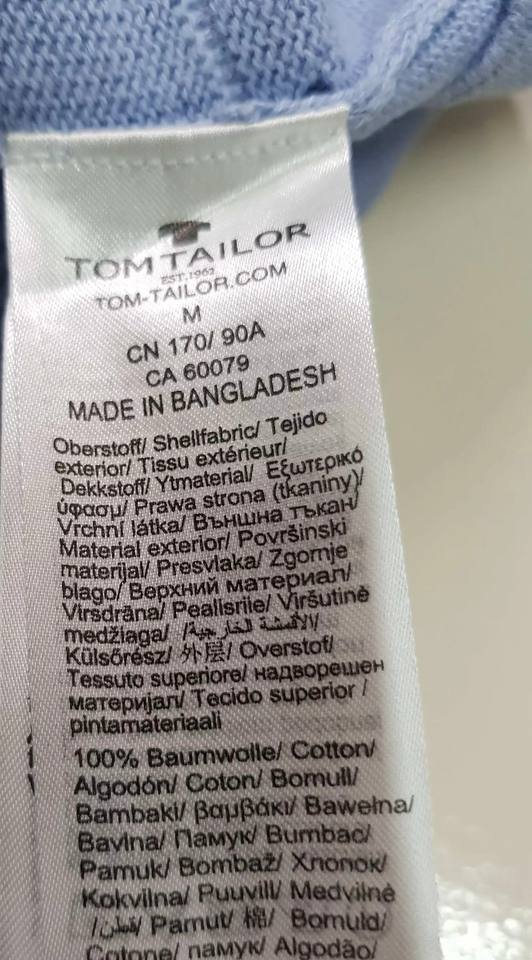 TOM TAILOR
EST. 1962
TOM-TAILOR.COM
M
CN 170/ 90A
CA 60079
MADE IN BANGLADESH
Oberstoff/ Shellfabric/ Tejido
exterior/ Tissu extérieur/
Dekkstoff/ Ytmaterial/ Εξωτερικό
ύφασμ/ Prawa strona (tkaniny)/
Vrchní látka/ Външна тъкан/
Material exterior/ Površinski
materijal/ Presvlaka/ Zgornje
blago/ Верхний материал/
Virsdrāna/ Pealisriie/ Viršutinė
medžiaga/ الأقمشة الخارجية/
Külsőrész/ 外层/ Overstof/
Tessuto superiore/ надворешен
материјал/ Tecido superior /
pintamateriaali
100% Baumwolle/ Cotton/
Algodón/ Coton/ Bomull/
Bambaki/ βαμβάκι/ Bawełna/
Bavlna/ Памук/ Bumbac/
Pamuk/ Bombaž/ Хлопок/
Kokvilna/ Puuvill/ Medvilnė
/قطن/ Pamut/ 棉/ Bomuld/
Cotone/ памук/ Algodão/